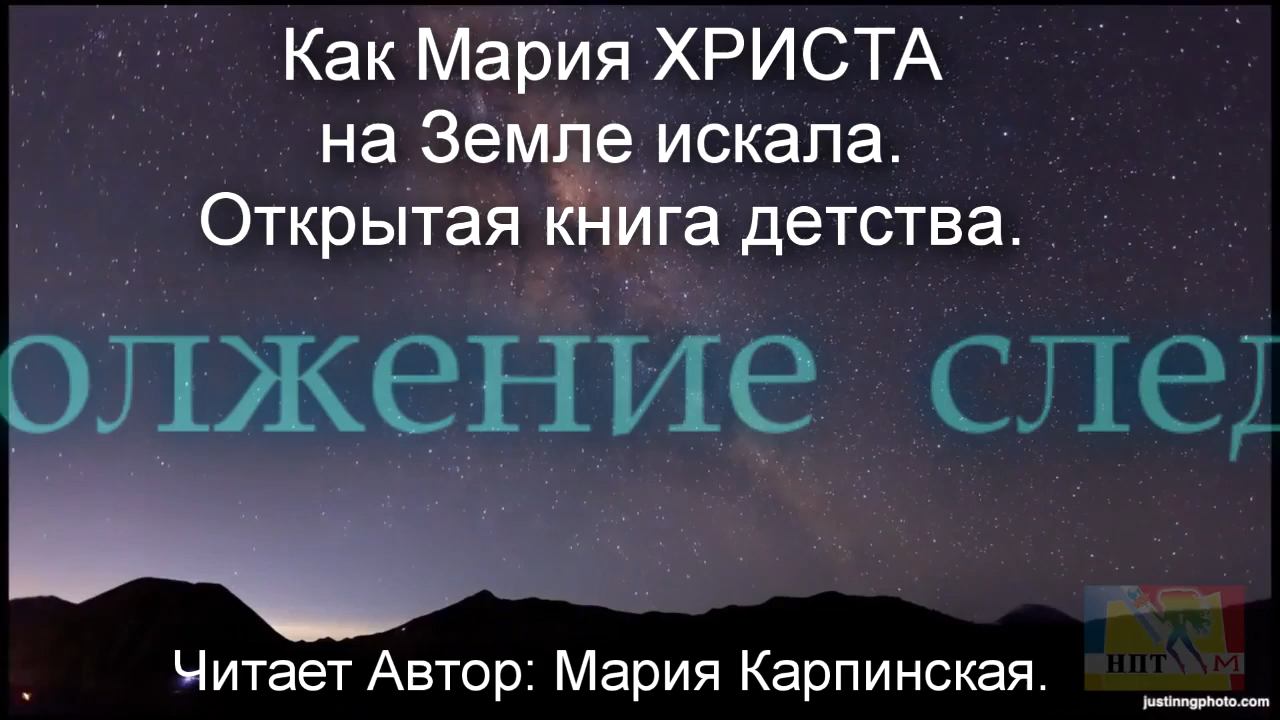 Как Мария ХРИСТА
на Земле искала.
Открытая книга детства.
олжение след
Читает Автор: Мария Карпинская.
НПТ М
justinngphoto.com